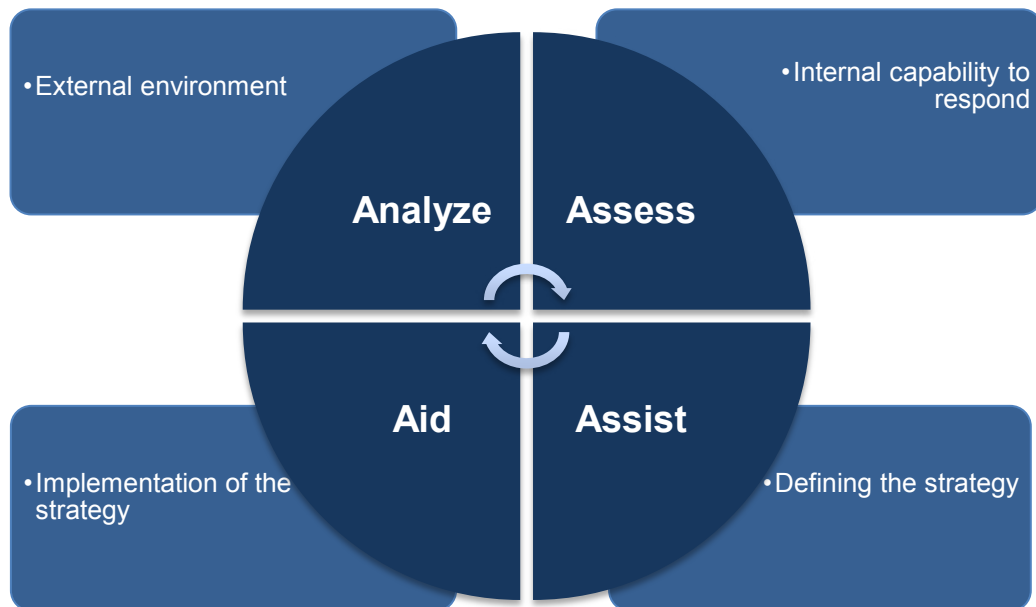 •External environment
•Internal capability to
respond
Analyze
Assess
Aid
Assist
•Implementation of the
strategy
•Defining the strategy